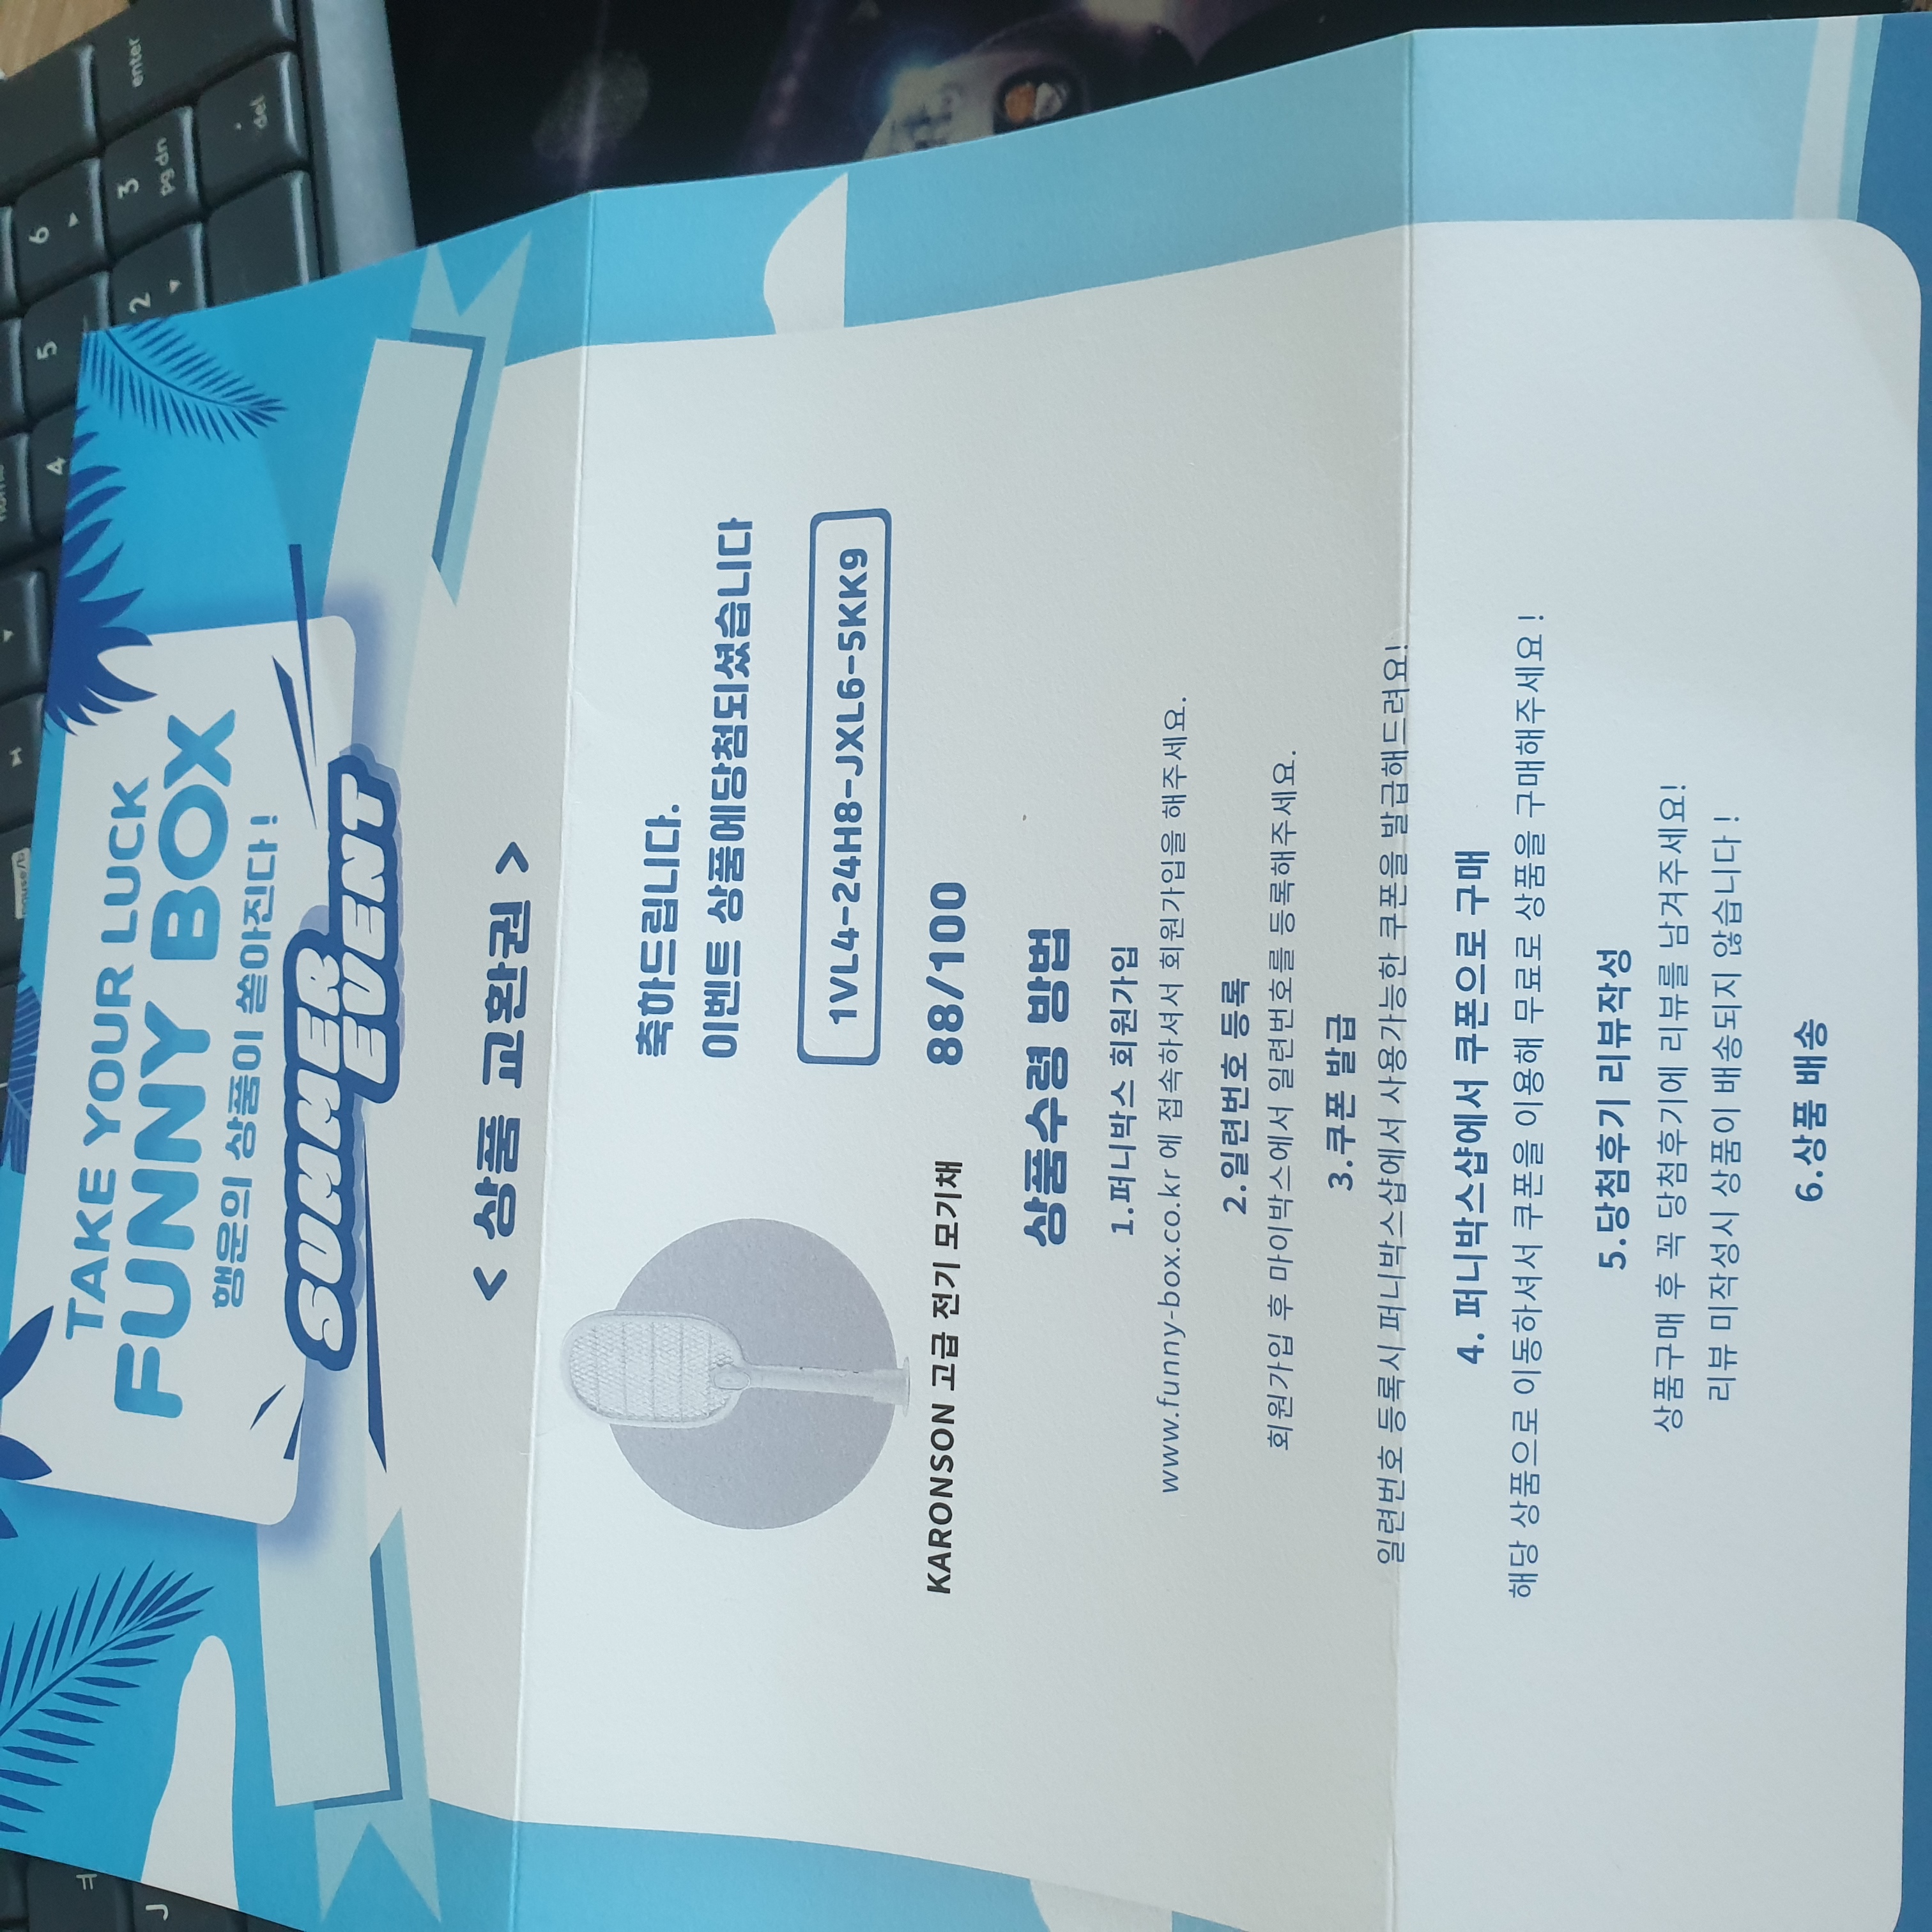 TAKE YOUR LUCK
FUNNY BOX
행운의 상품이 쏟아진다 !
SUMMER
EVENT
< 상품 교환권 >
축하드립니다.
이벤트 상품에당첨되셨습니다
1VL4-24H8-JXL6-5KK9
KARONSON 고급 전기 모기채
88/100
상품수령 방법
1.퍼니박스 회원가입
www.funny-box.co.kr 에 접속하셔서 회원가입을 해주세요.
2.일련번호 등록
회원가입 후 마이박스에서 일련번호를 등록해주세요.
3.쿠폰 발급
일련번호 등록시 퍼니박스샵에서 사용가능한 쿠폰을 발급해드려요!
4. 퍼니박스샵에서 쿠폰으로 구매
해당 상품으로 이동하셔서 쿠폰을 이용해 무료로 상품을 구매해주세요 !
5.당첨후기 리뷰작성
상품구매 후 꼭 당첨후기에 리뷰를 남겨주세요!
리뷰 미작성시 상품이 배송되지 않습니다 !
6.상품 배송
enter
del
3
pg dn
6
2
5
4
J
ㅕ